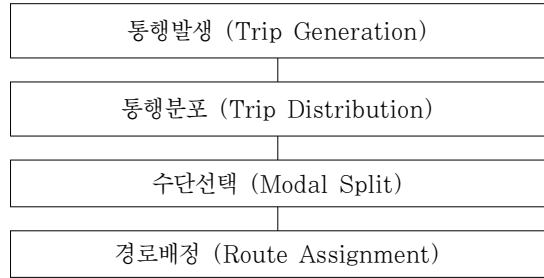 통행발생 (Trip Generation)
통행분포 (Trip Distribution)
수단선택 (Modal Split)
경로배정 (Route Assignment)